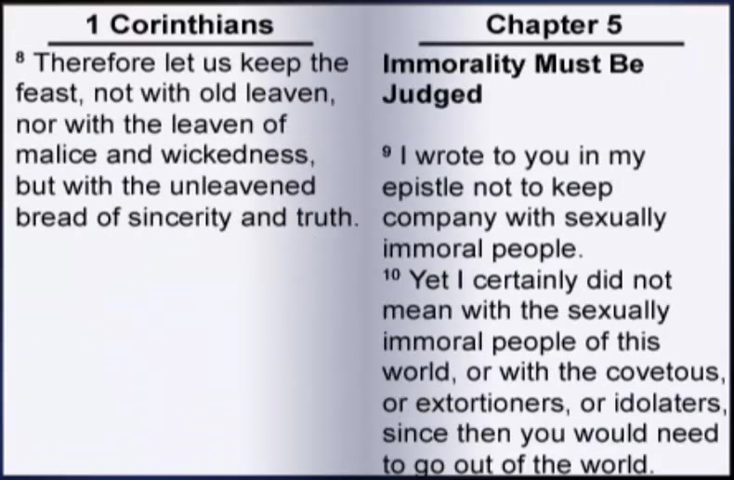 1 Corinthians
⁸ Therefore let us keep the
feast, not with old leaven,
nor with the leaven of
malice and wickedness,
but with the unleavened
bread of sincerity and truth.
Chapter 5
Immorality Must Be
Judged
⁹ I wrote to you in my
epistle not to keep
company with sexually
immoral people.
¹⁰ Yet I certainly did not
mean with the sexually
immoral people of this
world, or with the covetous,
or extortioners, or idolaters,
since then you would need
to go out of the world.